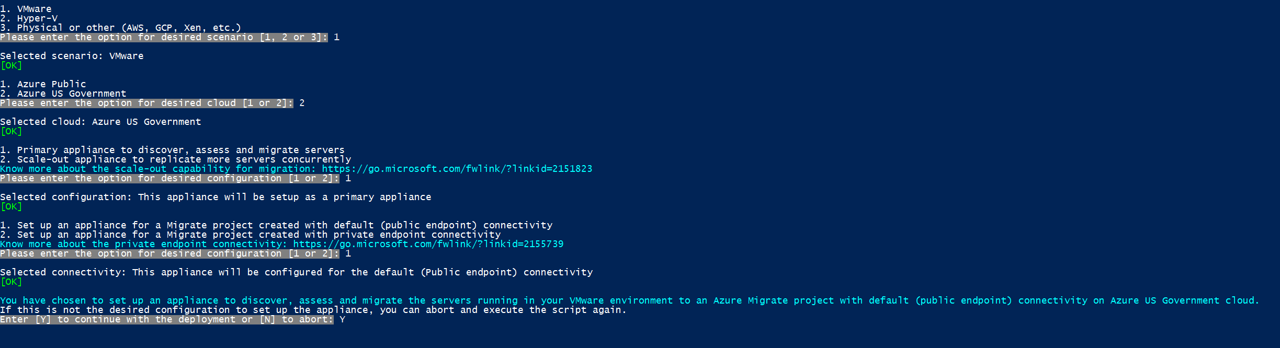 1. VMware
2. Hyper-V
3. Physical or other (AWS, GCP, Xen, etc.)
Please enter the option for desired scenario [1, 2 or 3]: 1
Selected scenario: VMware
[OK]
1. Azure Public
2. Azure US Government
Please enter the option for desired cloud [1 or 2]: 2
Selected cloud: Azure US Government
[OK]
1. Primary appliance to discover, assess and migrate servers
2. Scale-out appliance to replicate more servers concurrently
Know more about the scale-out capability for migration: https://go.microsoft.com/fwlink/?linkid=2151823
Please enter the option for desired configuration [1 or 2]: 1
Selected configuration: This appliance will be setup as a primary appliance
[OK]
1. Set up an appliance for a Migrate project created with default (public endpoint) connectivity
2. Set up an appliance for a Migrate project created with private endpoint connectivity
Know more about the private endpoint connectivity: https://go.microsoft.com/fwlink/?linkid=2155739
Please enter the option for desired configuration [1 or 2]: 1
Selected connectivity: This appliance will be configured for the default (Public endpoint) connectivity
[OK]
You have chosen to set up an appliance to discover, assess and migrate the servers running in your VMware environment to an Azure Migrate project with default (public endpoint) connectivity on Azure US Government cloud.
If this is not the desired configuration to set up the appliance, you can abort and execute the script again.
Enter [Y] to continue with the deployment or [N] to abort: Y